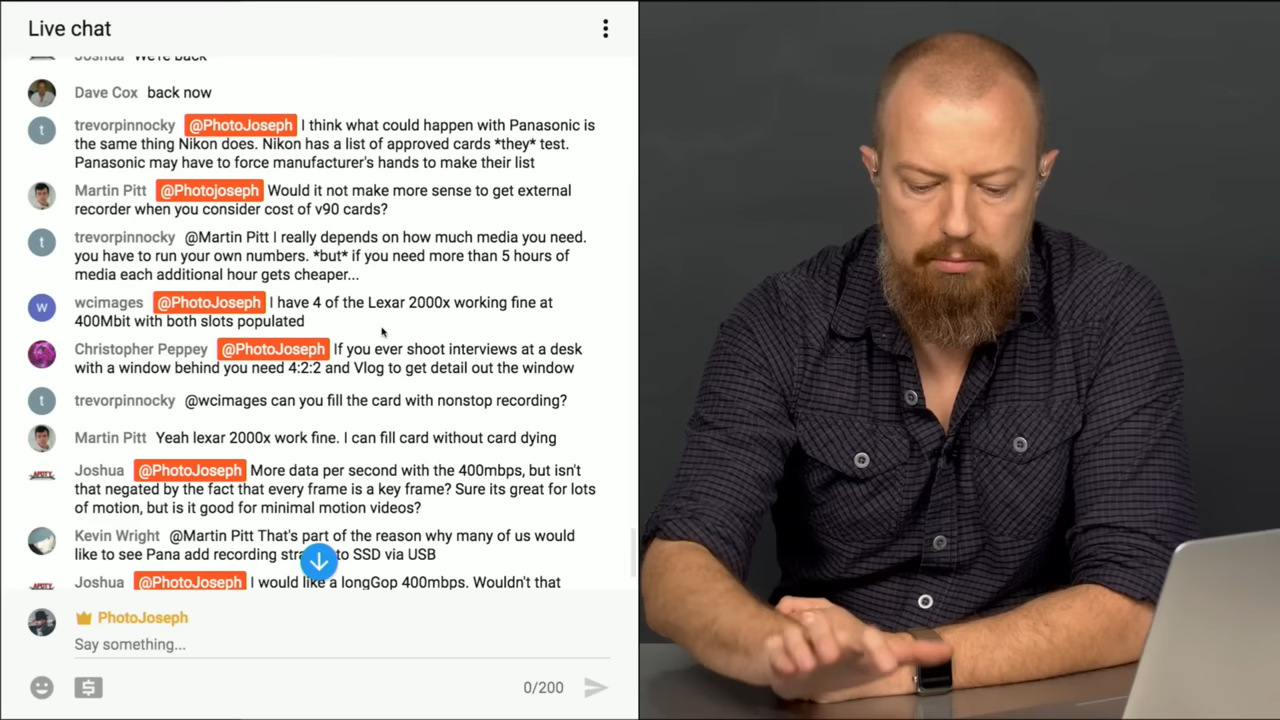 Live chat
Joshua We're back
Dave Cox back now
t
trevorpinnocky @PhotoJoseph I think what could happen with Panasonic is
the same thing Nikon does. Nikon has a list of approved cards *they* test.
Panasonic may have to force manufacturer's hands to make their list
Martin Pitt @Photojoseph Would it not make more sense to get external
recorder when you consider cost of v90 cards?
t
trevorpinnocky @Martin Pitt I really depends on how much media you need.
you have to run your own numbers. *but* if you need more than 5 hours of
media each additional hour gets cheaper...
w
wcimages @PhotoJoseph I have 4 of the Lexar 2000x working fine at
400Mbit with both slots populated
Christopher Peppey @PhotoJoseph If you ever shoot interviews at a desk
with a window behind you need 4:2:2 and Vlog to get detail out the window
t
trevorpinnocky @wcimages can you fill the card with nonstop recording?
Martin Pitt Yeah lexar 2000x work fine. I can fill card without card dying
Joshua @PhotoJoseph More data per second with the 400mbps, but isn't
that negated by the fact that every frame is a key frame? Sure its great for lots
of motion, but is it good for minimal motion videos?
Kevin Wright @Martin Pitt That's part of the reason why many of us would
like to see Pana add recording stra to SSD via USB
Joshua @PhotoJoseph I would like a longGop 400mbps. Wouldn't that
PhotoJoseph
Say something...
$
0/200